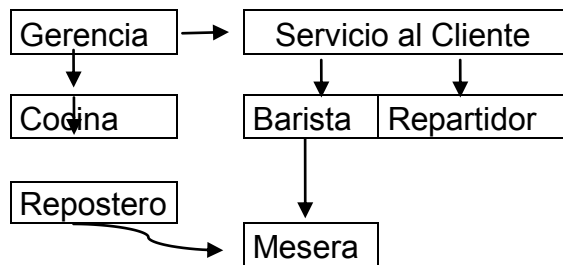 Gerencia
Servicio al Cliente
Cocina
Barista
Repartidor
Repostero
Mesera